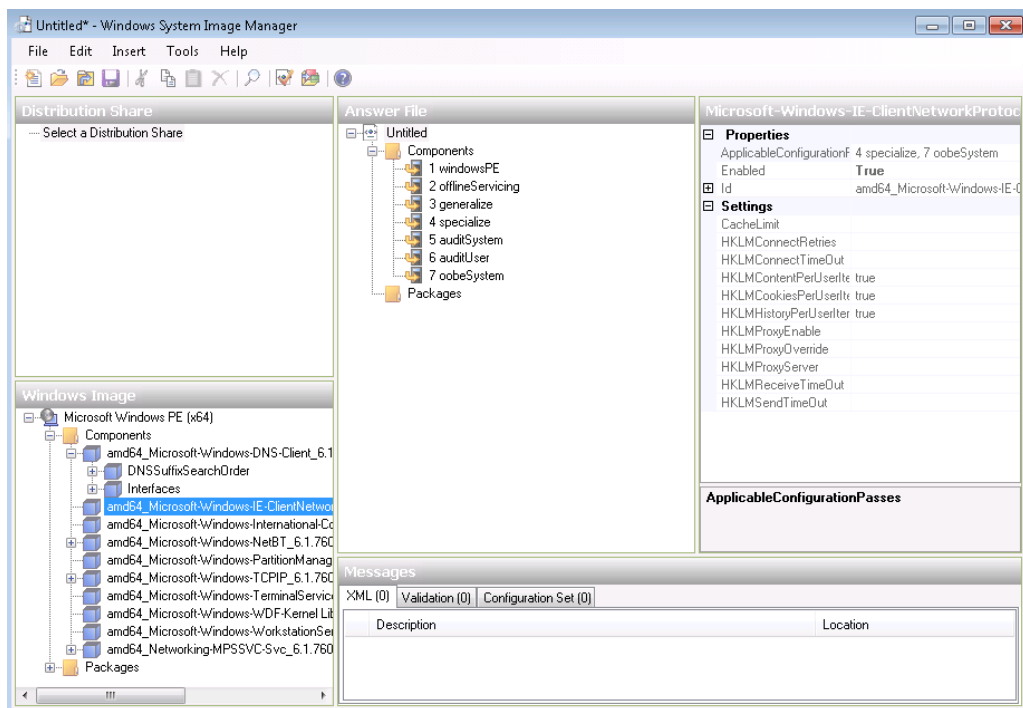 Untitled* - Windows System Image Manager
File Edit Insert Tools Help
Distribution Share
Select a Distribution Share
Windows Image
Microsoft Windows PE (x64)
Components
amd64_Microsoft-Windows-DNS-Client_6.1
DNSSuffixSearchOrder
Interfaces
amd64_Microsoft-Windows-IE-ClientNetwor
amd64_Microsoft-Windows-International-Co
amd64_Microsoft-Windows-NetBT_6.1.760
amd64_Microsoft-Windows-PartitionManag
amd64_Microsoft-Windows-TCPIP_6.1.760
amd64_Microsoft-Windows-TerminalService
amd64_Microsoft-Windows-WDF-Kernel Lib
amd64_Microsoft-Windows-WorkstationSer
amd64_Networking-MPSSVC-Svc_6.1.760
Packages
Answer File
Untitled
Components
1 windowsPE
2 offlineServicing
3 generalize
4 specialize
5 auditSystem
6 auditUser
7 oobeSystem
Packages
Microsoft-Windows-IE-ClientNetworkProtoc
Properties
ApplicableConfigurationP 4 specialize, 7 oobeSystem
Enabled True
Id amd64_Microsoft-Windows-IE-C
Settings
CacheLimit
HKLMConnectRetries
HKLMConnectTimeOut
HKLMContentPerUserIte true
HKLMCookiesPerUserIte true
HKLMHistoryPerUserIter true
HKLMProxyEnable
HKLMProxyOverride
HKLMProxyServer
HKLMReceiveTimeOut
HKLMSendTimeOut
ApplicableConfigurationPasses
Messages
XML (0) Validation (0) Configuration Set (0)
Description Location